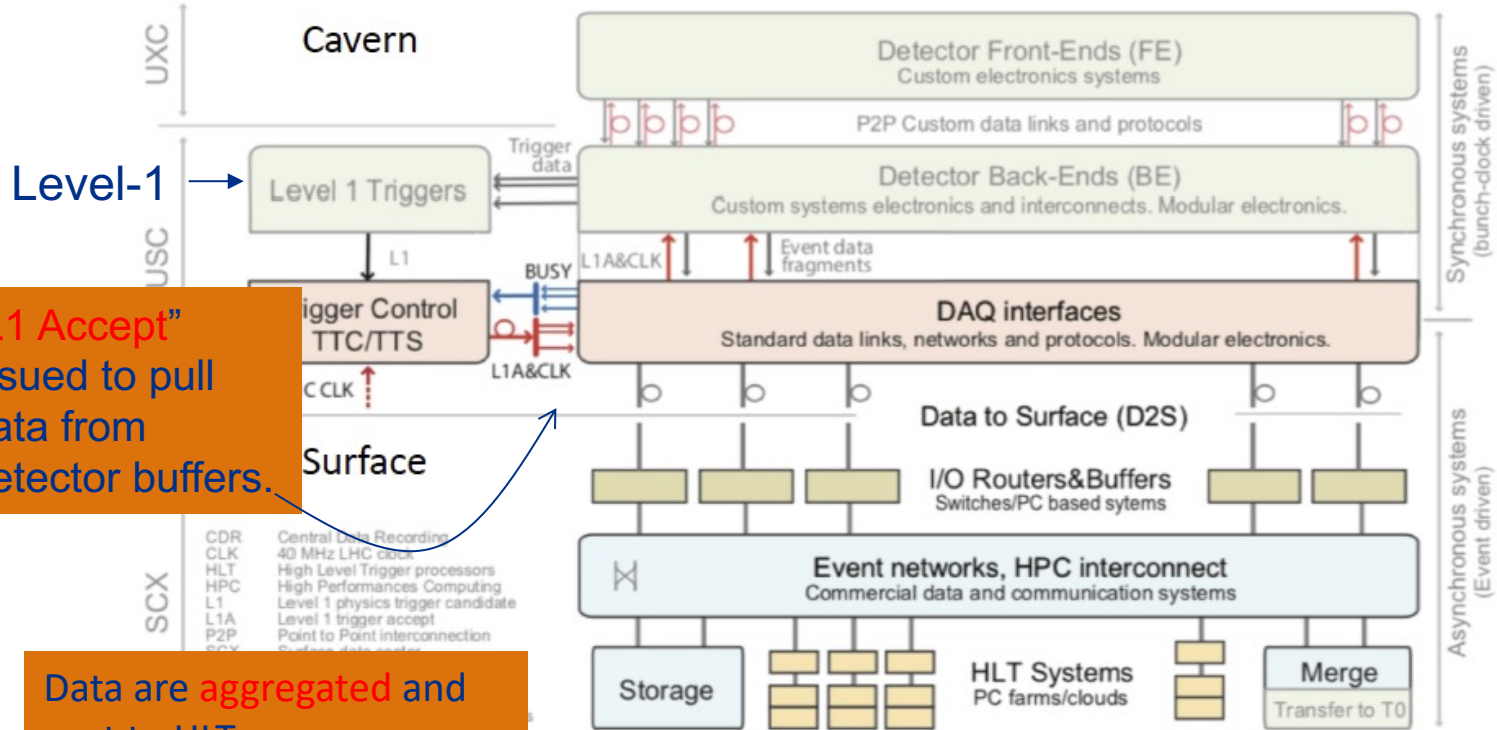 UXC
Cavern
Detector Front-Ends (FE)
Custom electronics systems
P2P Custom data links and protocols
Synchronous systems
(bunch-clock driven)
Level-1
Level 1 Triggers
Trigger
data
Detector Back-Ends (BE)
Custom systems electronics and interconnects. Modular electronics.
USC
L1
BUSY
L1A&CLK
Event data
fragments
TTC/TTS
L1A&CLK
DAQ interfaces
Standard data links, networks and protocols. Modular electronics.
CLK
1 Accept”
to pull
from
buffers.
Surface
Data to Surface (D2S)
I/O Routers&Buffers
Switches/PC based sytems
Asynchronous systems
(Event driven)
SCX
CDR Central Data Recording
CLK 40 MHz LHC clock
HLT High Level Trigger processors
HPC High Performances Computing
L1 Level 1 physics trigger candidate
L1A Level 1 trigger accept
P2P Point to Point interconnection
Event networks, HPC interconnect
Commercial data and communication systems
Data are aggregated and
Storage
HLT Systems
PC farms/clouds
Merge
Transfer to T0